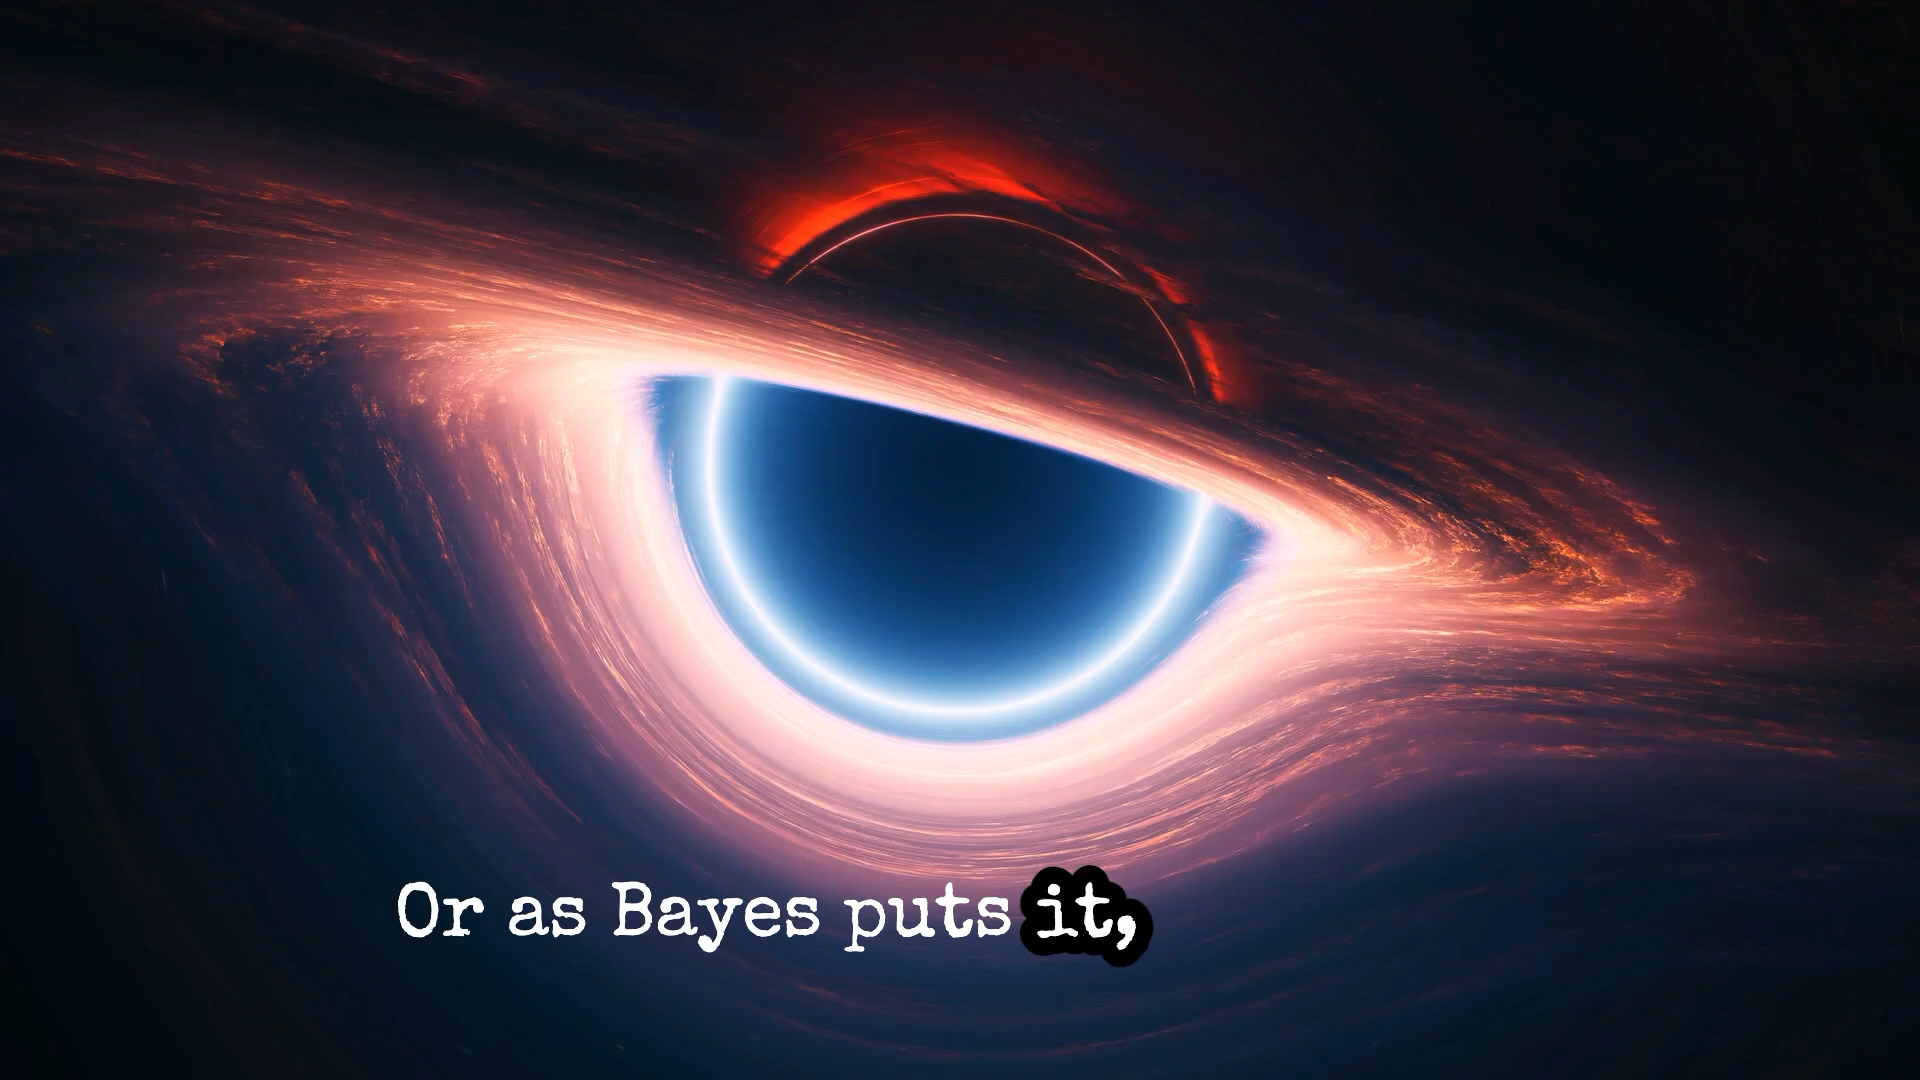 Or as Bayes puts it,